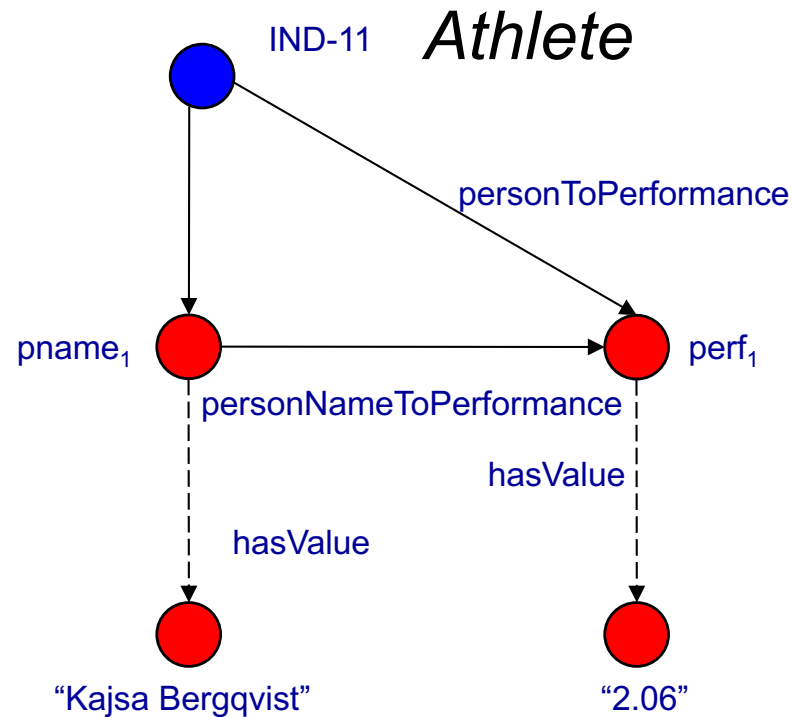 IND-11
Athlete
personToPerformance
pname₁
perf₁
personNameToPerformance
hasValue
hasValue
“Kajsa Bergqvist”
“2.06”